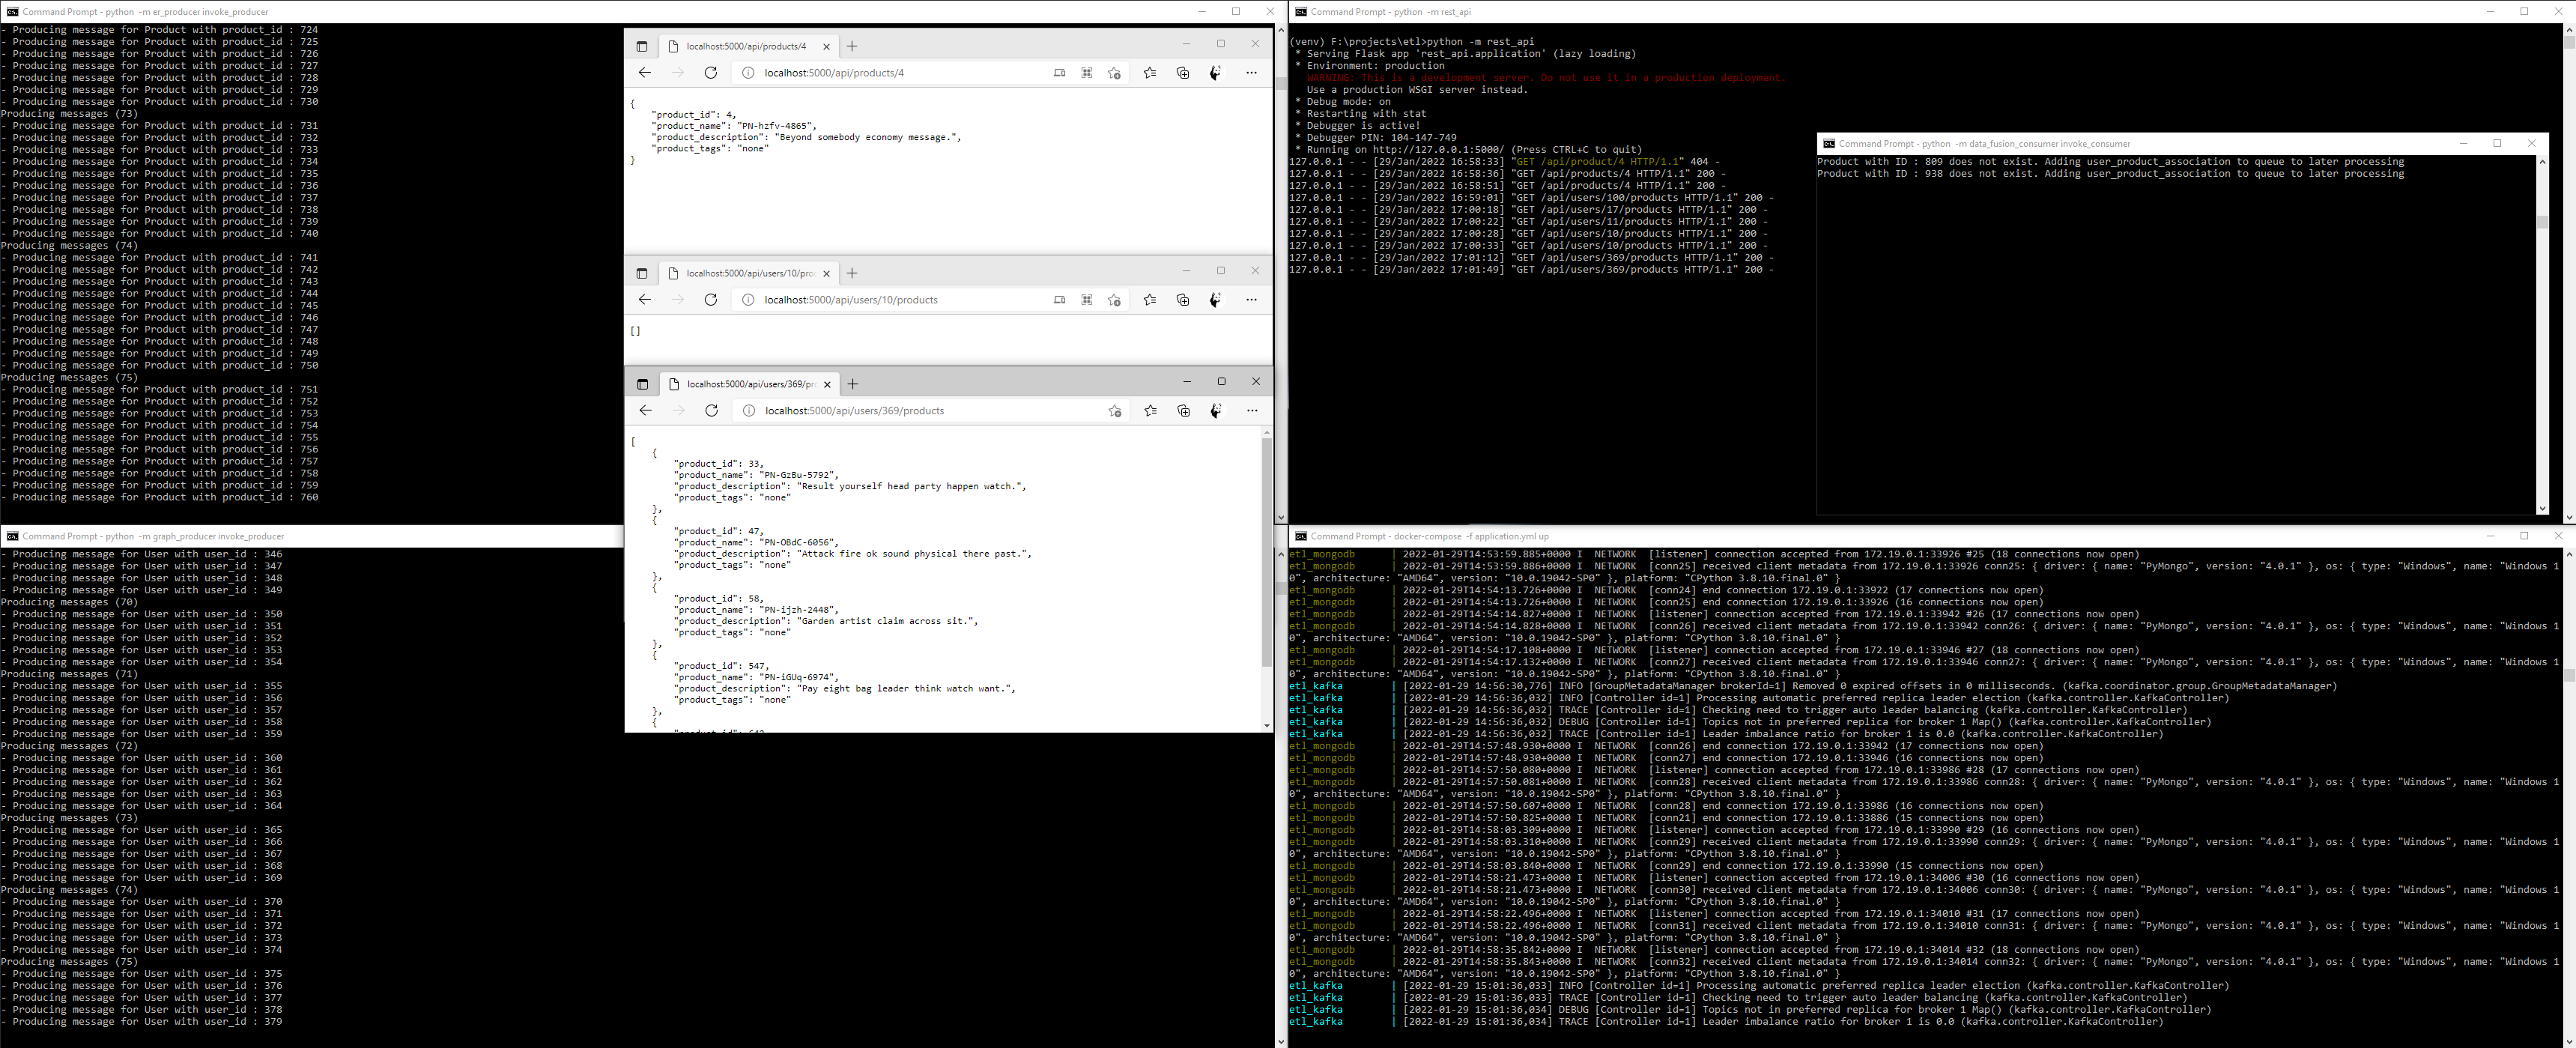 Command Prompt - python -m er_producer invoke_producer
- Producing message for Product with product_id : 724
- Producing message for Product with product_id : 725
- Producing message for Product with product_id : 726
- Producing message for Product with product_id : 727
- Producing message for Product with product_id : 728
- Producing message for Product with product_id : 729
- Producing message for Product with product_id : 730
Producing messages (73)
- Producing message for Product with product_id : 731
- Producing message for Product with product_id : 732
- Producing message for Product with product_id : 733
- Producing message for Product with product_id : 734
- Producing message for Product with product_id : 735
- Producing message for Product with product_id : 736
- Producing message for Product with product_id : 737
- Producing message for Product with product_id : 738
- Producing message for Product with product_id : 739
- Producing message for Product with product_id : 740
Producing messages (74)
- Producing message for Product with product_id : 741
- Producing message for Product with product_id : 742
- Producing message for Product with product_id : 743
- Producing message for Product with product_id : 744
- Producing message for Product with product_id : 745
- Producing message for Product with product_id : 746
- Producing message for Product with product_id : 747
- Producing message for Product with product_id : 748
- Producing message for Product with product_id : 749
- Producing message for Product with product_id : 750
Producing messages (75)
- Producing message for Product with product_id : 751
- Producing message for Product with product_id : 752
- Producing message for Product with product_id : 753
- Producing message for Product with product_id : 754
- Producing message for Product with product_id : 755
- Producing message for Product with product_id : 756
- Producing message for Product with product_id : 757
- Producing message for Product with product_id : 758
- Producing message for Product with product_id : 759
- Producing message for Product with product_id : 760
localhost:5000/api/products/4
localhost:5000/api/products/4
{
"product_id": 4,
"product_name": "PN-hzfv-4865",
"product_description": "Beyond somebody economy message.",
"product_tags": "none"
}
localhost:5000/api/users/10/pro
localhost:5000/api/users/10/products
[]
localhost:5000/api/users/369/pr
localhost:5000/api/users/369/products
[
{
"product_id": 33,
"product_name": "PN-GzBu-5792",
"product_description": "Result yourself head party happen watch.",
"product_tags": "none"
},
{
"product_id": 47,
"product_name": "PN-OBdC-6056",
"product_description": "Attack fire ok sound physical there past.",
"product_tags": "none"
},
{
"product_id": 58,
"product_name": "PN-ijzh-2448",
"product_description": "Garden artist claim across sit.",
"product_tags": "none"
},
{
"product_id": 547,
"product_name": "PN-iGUq-6974",
"product_description": "Pay eight bag leader think watch want.",
"product_tags": "none"
},
{
Command Prompt - python -m rest_api
(venv) F:\projects\etl>python -m rest_api
* Serving Flask app 'rest_api.application' (lazy loading)
* Environment: production
WARNING: This is a development server. Do not use it in a production deployment.
Use a production WSGI server instead.
* Debug mode: on
* Restarting with stat
* Debugger is active!
* Debugger PIN: 104-147-749
* Running on http://127.0.0.1:5000/ (Press CTRL+C to quit)
127.0.0.1 - - [29/Jan/2022 16:58:33] "GET /api/product/4 HTTP/1.1" 404 -
127.0.0.1 - - [29/Jan/2022 16:58:36] "GET /api/products/4 HTTP/1.1" 200 -
127.0.0.1 - - [29/Jan/2022 16:58:51] "GET /api/products/4 HTTP/1.1" 200 -
127.0.0.1 - - [29/Jan/2022 16:59:01] "GET /api/users/100/products HTTP/1.1" 200 -
127.0.0.1 - - [29/Jan/2022 17:00:18] "GET /api/users/17/products HTTP/1.1" 200 -
127.0.0.1 - - [29/Jan/2022 17:00:22] "GET /api/users/11/products HTTP/1.1" 200 -
127.0.0.1 - - [29/Jan/2022 17:00:28] "GET /api/users/10/products HTTP/1.1" 200 -
127.0.0.1 - - [29/Jan/2022 17:00:33] "GET /api/users/10/products HTTP/1.1" 200 -
127.0.0.1 - - [29/Jan/2022 17:01:12] "GET /api/users/369/products HTTP/1.1" 200 -
127.0.0.1 - - [29/Jan/2022 17:01:49] "GET /api/users/369/products HTTP/1.1" 200 -
Command Prompt - python -m data_fusion_consumer invoke_consumer
Product with ID : 809 does not exist. Adding user_product_association to queue to later processing
Product with ID : 938 does not exist. Adding user_product_association to queue to later processing
Command Prompt - python -m graph_producer invoke_producer
- Producing message for User with user_id : 346
- Producing message for User with user_id : 347
- Producing message for User with user_id : 348
- Producing message for User with user_id : 349
Producing messages (70)
- Producing message for User with user_id : 350
- Producing message for User with user_id : 351
- Producing message for User with user_id : 352
- Producing message for User with user_id : 353
- Producing message for User with user_id : 354
Producing messages (71)
- Producing message for User with user_id : 355
- Producing message for User with user_id : 356
- Producing message for User with user_id : 357
- Producing message for User with user_id : 358
- Producing message for User with user_id : 359
Producing messages (72)
- Producing message for User with user_id : 360
- Producing message for User with user_id : 361
- Producing message for User with user_id : 362
- Producing message for User with user_id : 363
- Producing message for User with user_id : 364
Producing messages (73)
- Producing message for User with user_id : 365
- Producing message for User with user_id : 366
- Producing message for User with user_id : 367
- Producing message for User with user_id : 368
- Producing message for User with user_id : 369
Producing messages (74)
- Producing message for User with user_id : 370
- Producing message for User with user_id : 371
- Producing message for User with user_id : 372
- Producing message for User with user_id : 373
- Producing message for User with user_id : 374
Producing messages (75)
- Producing message for User with user_id : 375
- Producing message for User with user_id : 376
- Producing message for User with user_id : 377
- Producing message for User with user_id : 378
- Producing message for User with user_id : 379
Command Prompt - docker-compose -f application.yml up
etl_mongodb | 2022-01-29T14:53:59.885+0000 I NETWORK [listener] connection accepted from 172.19.0.1:33926 #25 (18 connections now open)
etl_mongodb | 2022-01-29T14:53:59.886+0000 I NETWORK [conn25] received client metadata from 172.19.0.1:33926 conn25: { driver: { name: "PyMongo", version: "4.0.1" }, os: { type: "Windows", name: "Windows 1
0", architecture: "AMD64", version: "10.0.19042-SP0" }, platform: "CPython 3.8.10.final.0" }
etl_mongodb | 2022-01-29T14:54:13.726+0000 I NETWORK [conn24] end connection 172.19.0.1:33922 (17 connections now open)
etl_mongodb | 2022-01-29T14:54:13.726+0000 I NETWORK [conn25] end connection 172.19.0.1:33926 (16 connections now open)
etl_mongodb | 2022-01-29T14:54:14.827+0000 I NETWORK [listener] connection accepted from 172.19.0.1:33942 #26 (17 connections now open)
etl_mongodb | 2022-01-29T14:54:14.828+0000 I NETWORK [conn26] received client metadata from 172.19.0.1:33942 conn26: { driver: { name: "PyMongo", version: "4.0.1" }, os: { type: "Windows", name: "Windows 1
0", architecture: "AMD64", version: "10.0.19042-SP0" }, platform: "CPython 3.8.10.final.0" }
etl_mongodb | 2022-01-29T14:54:17.108+0000 I NETWORK [listener] connection accepted from 172.19.0.1:33946 #27 (18 connections now open)
etl_mongodb | 2022-01-29T14:54:17.132+0000 I NETWORK [conn27] received client metadata from 172.19.0.1:33946 conn27: { driver: { name: "PyMongo", version: "4.0.1" }, os: { type: "Windows", name: "Windows 1
0", architecture: "AMD64", version: "10.0.19042-SP0" }, platform: "CPython 3.8.10.final.0" }
etl_kafka | [2022-01-29 14:56:30,776] INFO [GroupMetadataManager brokerId=1] Removed 0 expired offsets in 0 milliseconds. (kafka.coordinator.group.GroupMetadataManager)
etl_kafka | [2022-01-29 14:56:36,032] INFO [Controller id=1] Processing automatic preferred replica leader election (kafka.controller.KafkaController)
etl_kafka | [2022-01-29 14:56:36,032] TRACE [Controller id=1] Checking need to trigger auto leader balancing (kafka.controller.KafkaController)
etl_kafka | [2022-01-29 14:56:36,032] DEBUG [Controller id=1] Topics not in preferred replica for broker 1 Map() (kafka.controller.KafkaController)
etl_kafka | [2022-01-29 14:56:36,032] TRACE [Controller id=1] Leader imbalance ratio for broker 1 is 0.0 (kafka.controller.KafkaController)
etl_mongodb | 2022-01-29T14:57:48.930+0000 I NETWORK [conn26] end connection 172.19.0.1:33942 (17 connections now open)
etl_mongodb | 2022-01-29T14:57:48.930+0000 I NETWORK [conn27] end connection 172.19.0.1:33946 (16 connections now open)
etl_mongodb | 2022-01-29T14:57:50.080+0000 I NETWORK [listener] connection accepted from 172.19.0.1:33986 #28 (17 connections now open)
etl_mongodb | 2022-01-29T14:57:50.081+0000 I NETWORK [conn28] received client metadata from 172.19.0.1:33986 conn28: { driver: { name: "PyMongo", version: "4.0.1" }, os: { type: "Windows", name: "Windows 1
0", architecture: "AMD64", version: "10.0.19042-SP0" }, platform: "CPython 3.8.10.final.0" }
etl_mongodb | 2022-01-29T14:57:50.607+0000 I NETWORK [conn28] end connection 172.19.0.1:33986 (16 connections now open)
etl_mongodb | 2022-01-29T14:57:50.825+0000 I NETWORK [conn21] end connection 172.19.0.1:33886 (15 connections now open)
etl_mongodb | 2022-01-29T14:58:03.309+0000 I NETWORK [listener] connection accepted from 172.19.0.1:33990 #29 (16 connections now open)
etl_mongodb | 2022-01-29T14:58:03.310+0000 I NETWORK [conn29] received client metadata from 172.19.0.1:33990 conn29: { driver: { name: "PyMongo", version: "4.0.1" }, os: { type: "Windows", name: "Windows 1
0", architecture: "AMD64", version: "10.0.19042-SP0" }, platform: "CPython 3.8.10.final.0" }
etl_mongodb | 2022-01-29T14:58:03.840+0000 I NETWORK [conn29] end connection 172.19.0.1:33990 (15 connections now open)
etl_mongodb | 2022-01-29T14:58:21.473+0000 I NETWORK [listener] connection accepted from 172.19.0.1:34006 #30 (16 connections now open)
etl_mongodb | 2022-01-29T14:58:21.473+0000 I NETWORK [conn30] received client metadata from 172.19.0.1:34006 conn30: { driver: { name: "PyMongo", version: "4.0.1" }, os: { type: "Windows", name: "Windows 1
0", architecture: "AMD64", version: "10.0.19042-SP0" }, platform: "CPython 3.8.10.final.0" }
etl_mongodb | 2022-01-29T14:58:22.496+0000 I NETWORK [listener] connection accepted from 172.19.0.1:34010 #31 (17 connections now open)
etl_mongodb | 2022-01-29T14:58:22.496+0000 I NETWORK [conn31] received client metadata from 172.19.0.1:34010 conn31: { driver: { name: "PyMongo", version: "4.0.1" }, os: { type: "Windows", name: "Windows 1
0", architecture: "AMD64", version: "10.0.19042-SP0" }, platform: "CPython 3.8.10.final.0" }
etl_mongodb | 2022-01-29T14:58:35.842+0000 I NETWORK [listener] connection accepted from 172.19.0.1:34014 #32 (18 connections now open)
etl_mongodb | 2022-01-29T14:58:35.843+0000 I NETWORK [conn32] received client metadata from 172.19.0.1:34014 conn32: { driver: { name: "PyMongo", version: "4.0.1" }, os: { type: "Windows", name: "Windows 1
0", architecture: "AMD64", version: "10.0.19042-SP0" }, platform: "CPython 3.8.10.final.0" }
etl_kafka | [2022-01-29 15:01:36,033] INFO [Controller id=1] Processing automatic preferred replica leader election (kafka.controller.KafkaController)
etl_kafka | [2022-01-29 15:01:36,033] TRACE [Controller id=1] Checking need to trigger auto leader balancing (kafka.controller.KafkaController)
etl_kafka | [2022-01-29 15:01:36,034] DEBUG [Controller id=1] Topics not in preferred replica for broker 1 Map() (kafka.controller.KafkaController)
etl_kafka | [2022-01-29 15:01:36,034] TRACE [Controller id=1] Leader imbalance ratio for broker 1 is 0.0 (kafka.controller.KafkaController)